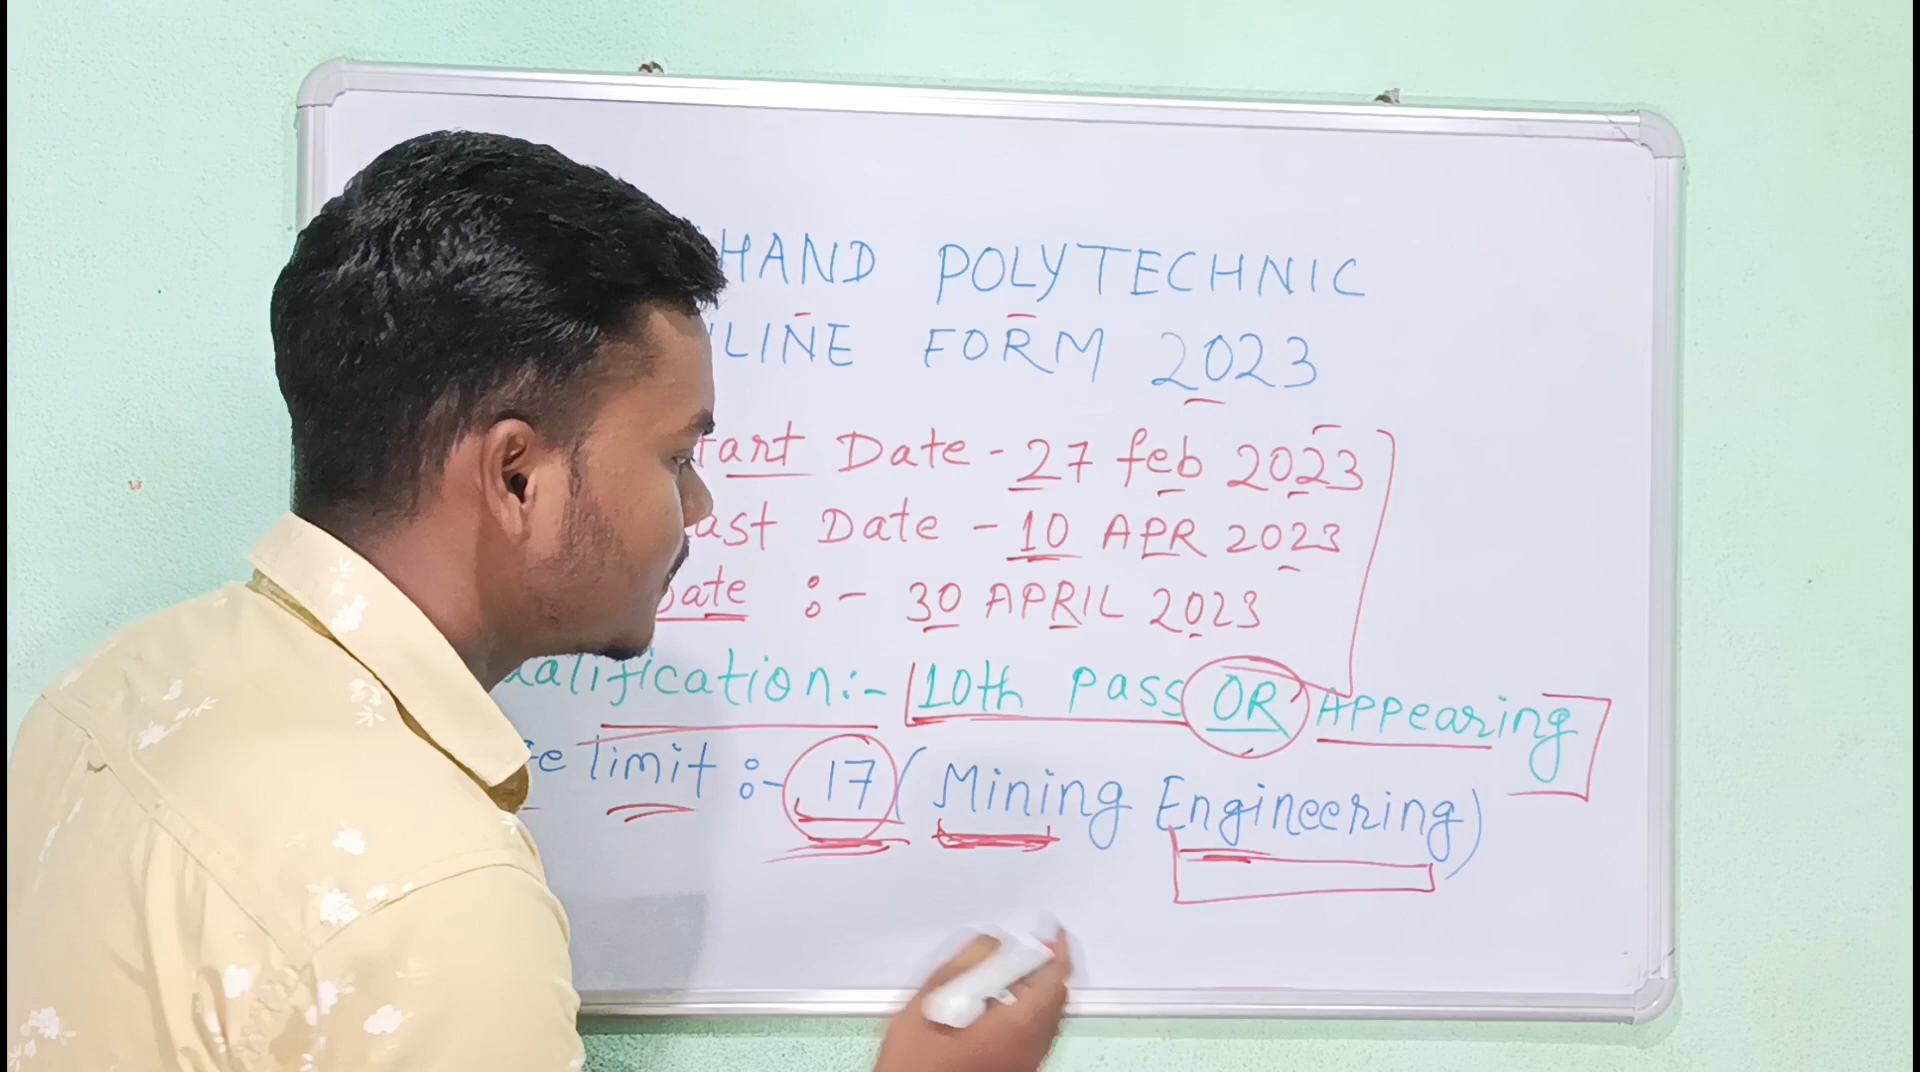 HAND POLYTECHNIC
LINE FORM 2023
tart Date - 27 feb 2023
ast Date - 10 APR 2023
ate :- 30 APRIL 2023
ualification:- 10th pass OR Appearing
e limit :- 17 (Mining Engineering)